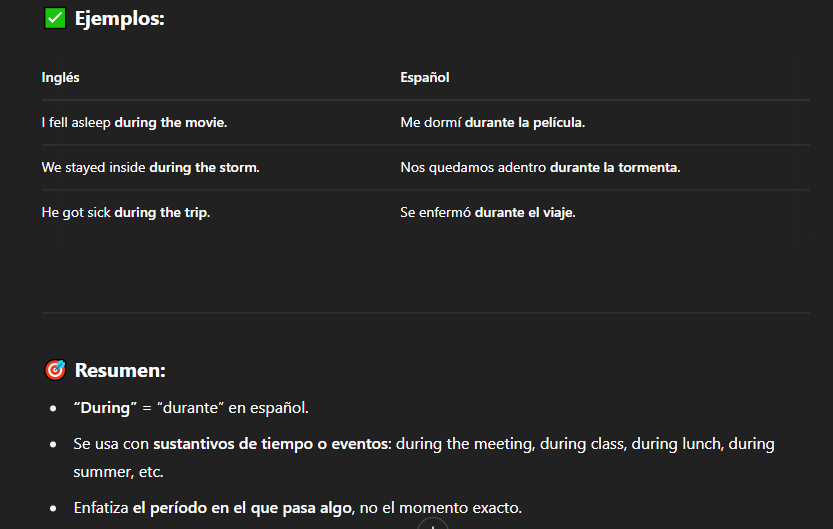 ✅ Ejemplos:
Inglés Español
I fell asleep during the movie. Me dormí durante la película.
We stayed inside during the storm. Nos quedamos adentro durante la tormenta.
He got sick during the trip. Se enfermó durante el viaje.
🎯 Resumen:
• “During” = “durante” en español.
• Se usa con sustantivos de tiempo o eventos: during the meeting, during class, during lunch, during
summer, etc.
• Enfatiza el período en el que pasa algo, no el momento exacto.